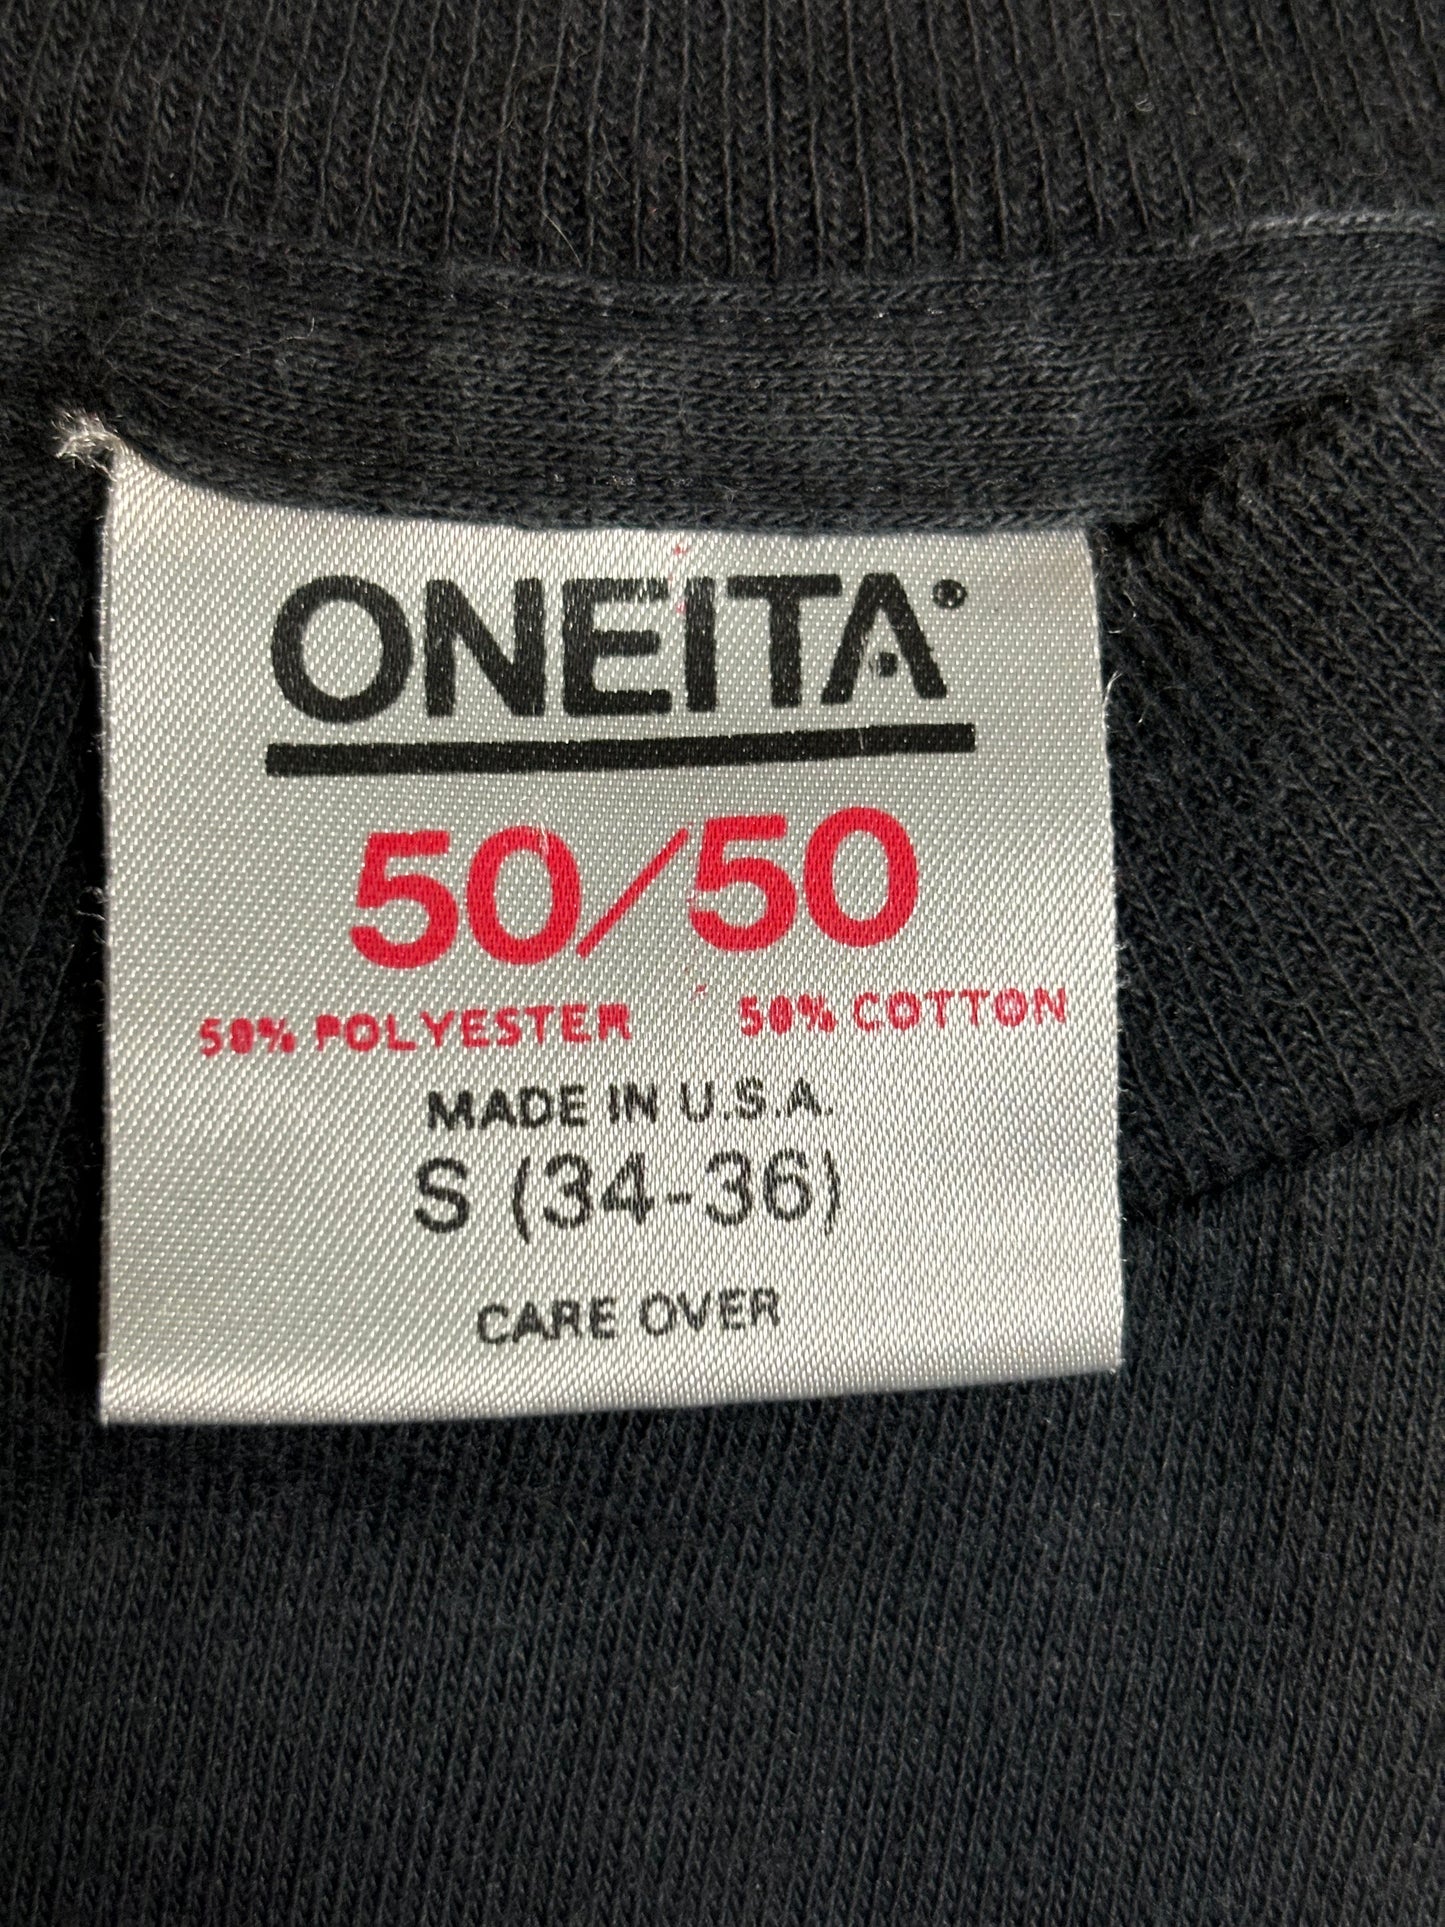 ONEITA®
50/50
50% POLYESTER 50% COTTON
MADE IN U.S.A.
S (34-36)
CARE OVER